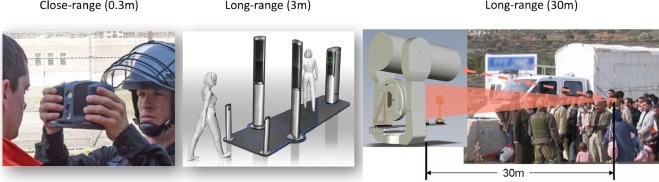 Close-range (0.3m)
Long-range (3m)
Long-range (30m)
30m